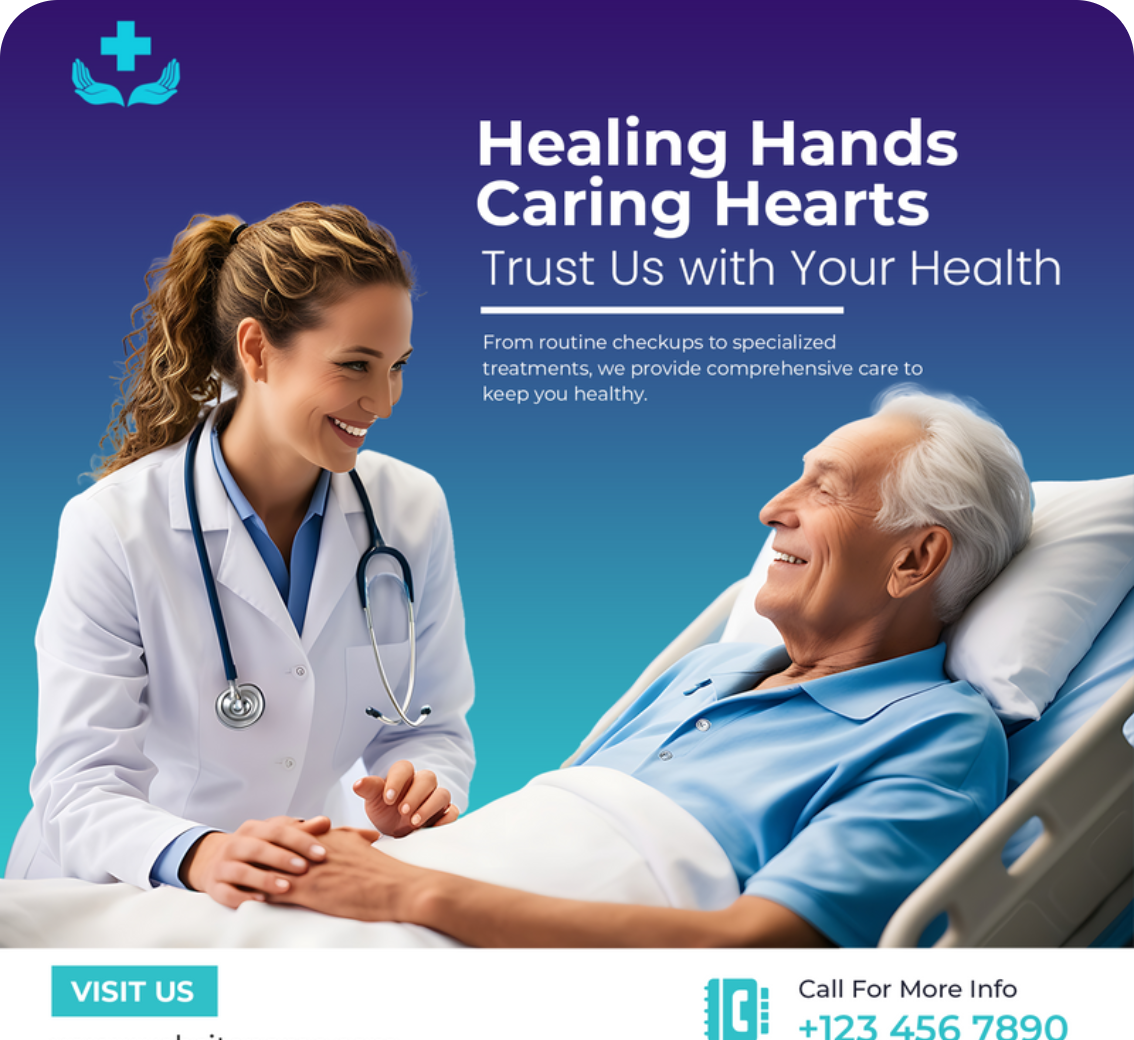 Healing Hands
Caring Hearts
Trust Us with Your Health
From routine checkups to specialized
treatments, we provide comprehensive care to
keep you healthy.
VISIT US
Call For More Info
+123 456 7890